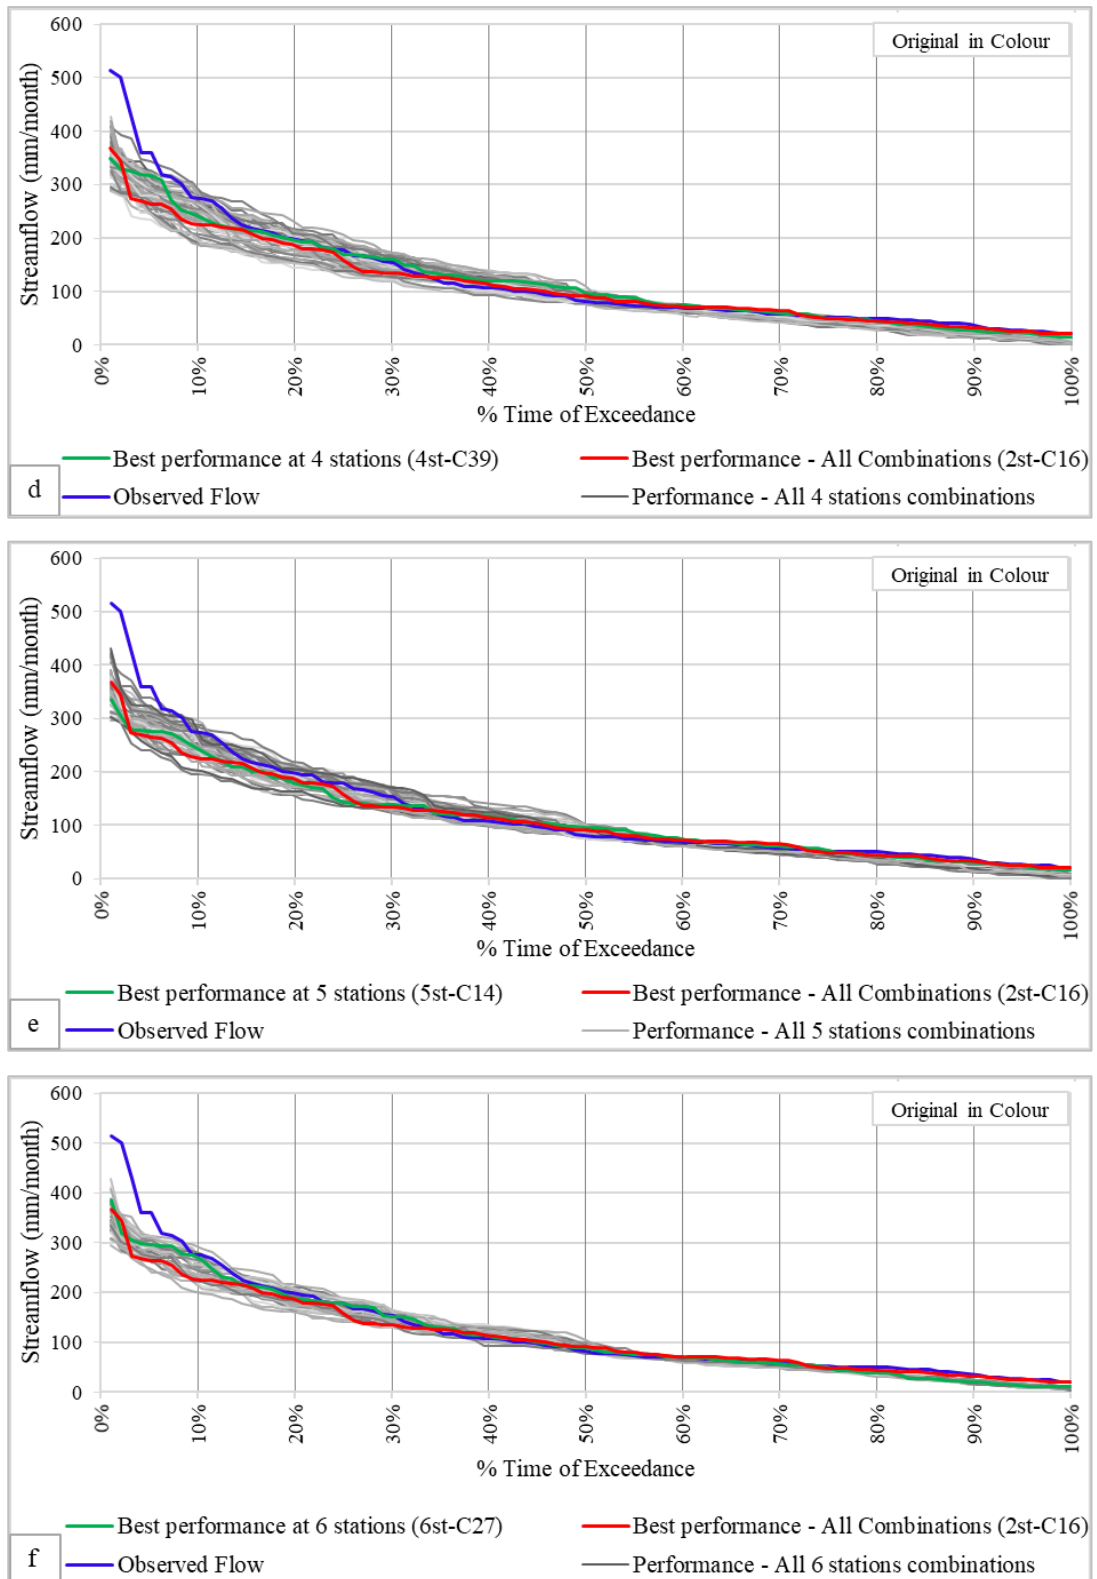 600
Original in Colour
500
400
300
200
100
0
Streamflow (mm/month)
0%
10%
20%
30%
40%
50%
60%
70%
80%
90%
100%
% Time of Exceedance
Best performance at 4 stations (4st-C39)
Best performance - All Combinations (2st-C16)
Observed Flow
Performance - All 4 stations combinations
d
600
Original in Colour
500
400
300
200
100
0
Streamflow (mm/month)
0%
10%
20%
30%
40%
50%
60%
70%
80%
90%
100%
% Time of Exceedance
Best performance at 5 stations (5st-C14)
Best performance - All Combinations (2st-C16)
Observed Flow
Performance - All 5 stations combinations
e
600
Original in Colour
500
400
300
200
100
0
Streamflow (mm/month)
0%
10%
20%
30%
40%
50%
60%
70%
80%
90%
100%
% Time of Exceedance
Best performance at 6 stations (6st-C27)
Best performance - All Combinations (2st-C16)
Observed Flow
Performance - All 6 stations combinations
f